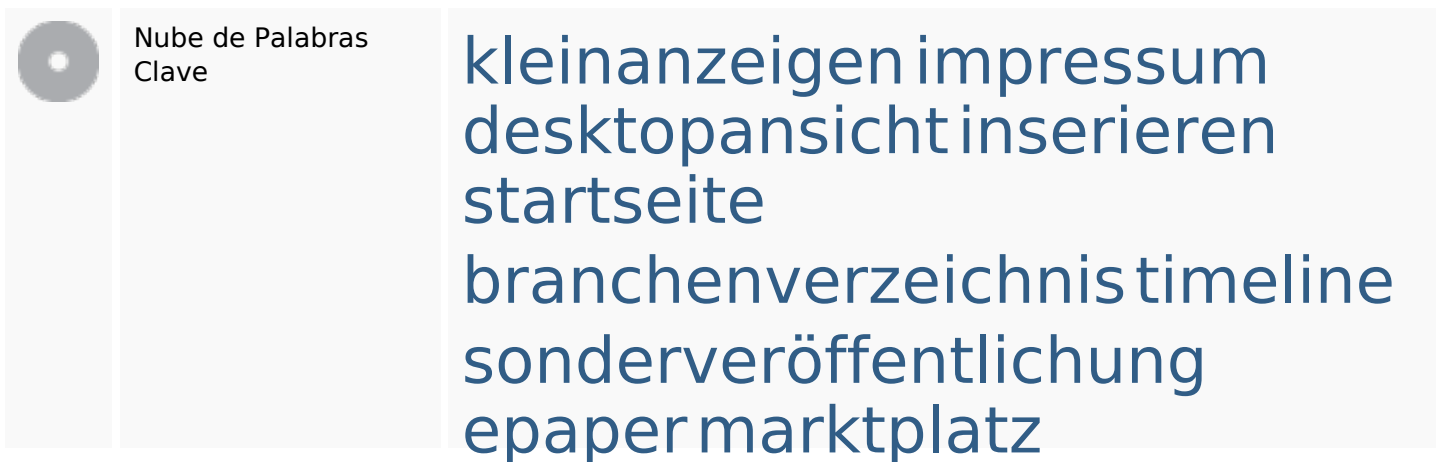 Nube de Palabras
Clave
kleinanzeigen impressum
desktopansicht inserieren
startseite
branchenverzeichnis timeline
sonderveröffentlichung
epaper marktplatz